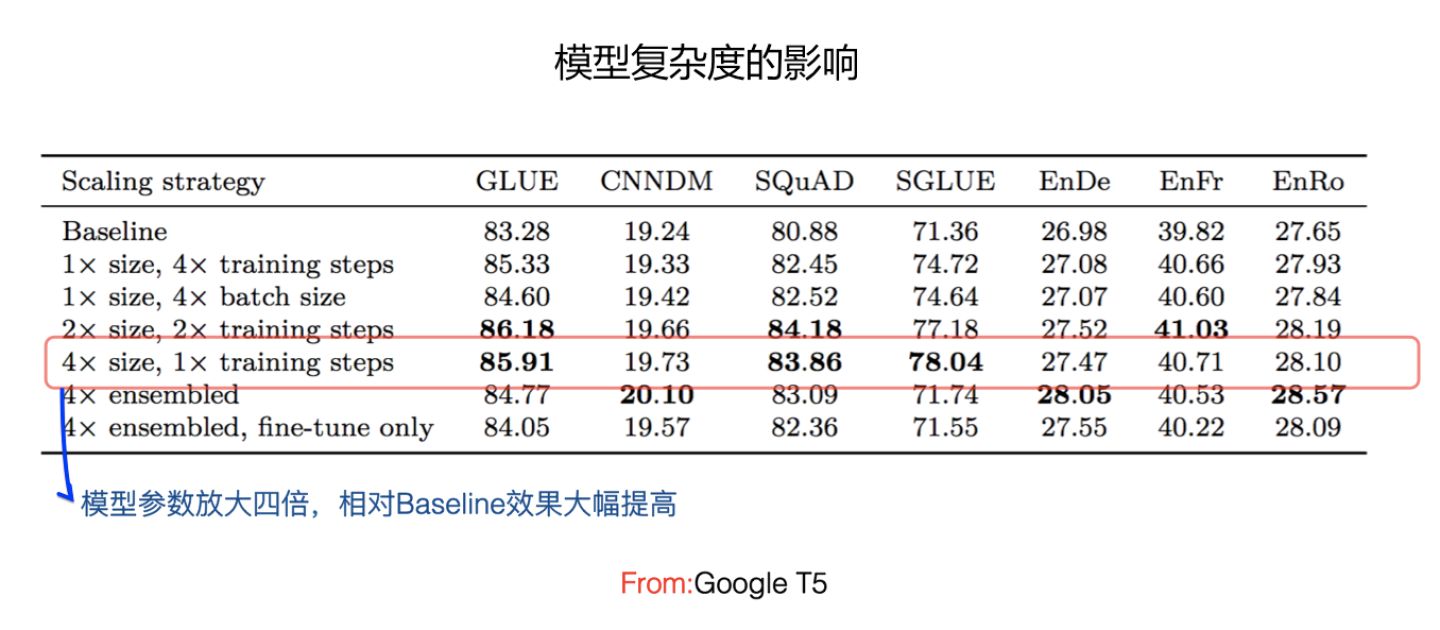 模型复杂度的影响
Scaling strategy GLUE CNNDM SQuAD SGLUE EnDe EnFr EnRo
Baseline 83.28 19.24 80.88 71.36 26.98 39.82 27.65
1× size, 4× training steps 85.33 19.33 82.45 74.72 27.08 40.66 27.93
1× size, 4× batch size 84.60 19.42 82.52 74.64 27.07 40.60 27.84
2× size, 2× training steps 86.18 19.66 84.18 77.18 27.52 41.03 28.19
4× size, 1× training steps 85.91 19.73 83.86 78.04 27.47 40.71 28.10
4× ensembled 84.77 20.10 83.09 71.74 28.05 40.53 28.57
4× ensembled, fine-tune only 84.05 19.57 82.36 71.55 27.55 40.22 28.09
模型参数放大四倍，相对Baseline效果大幅提高
From:Google T5